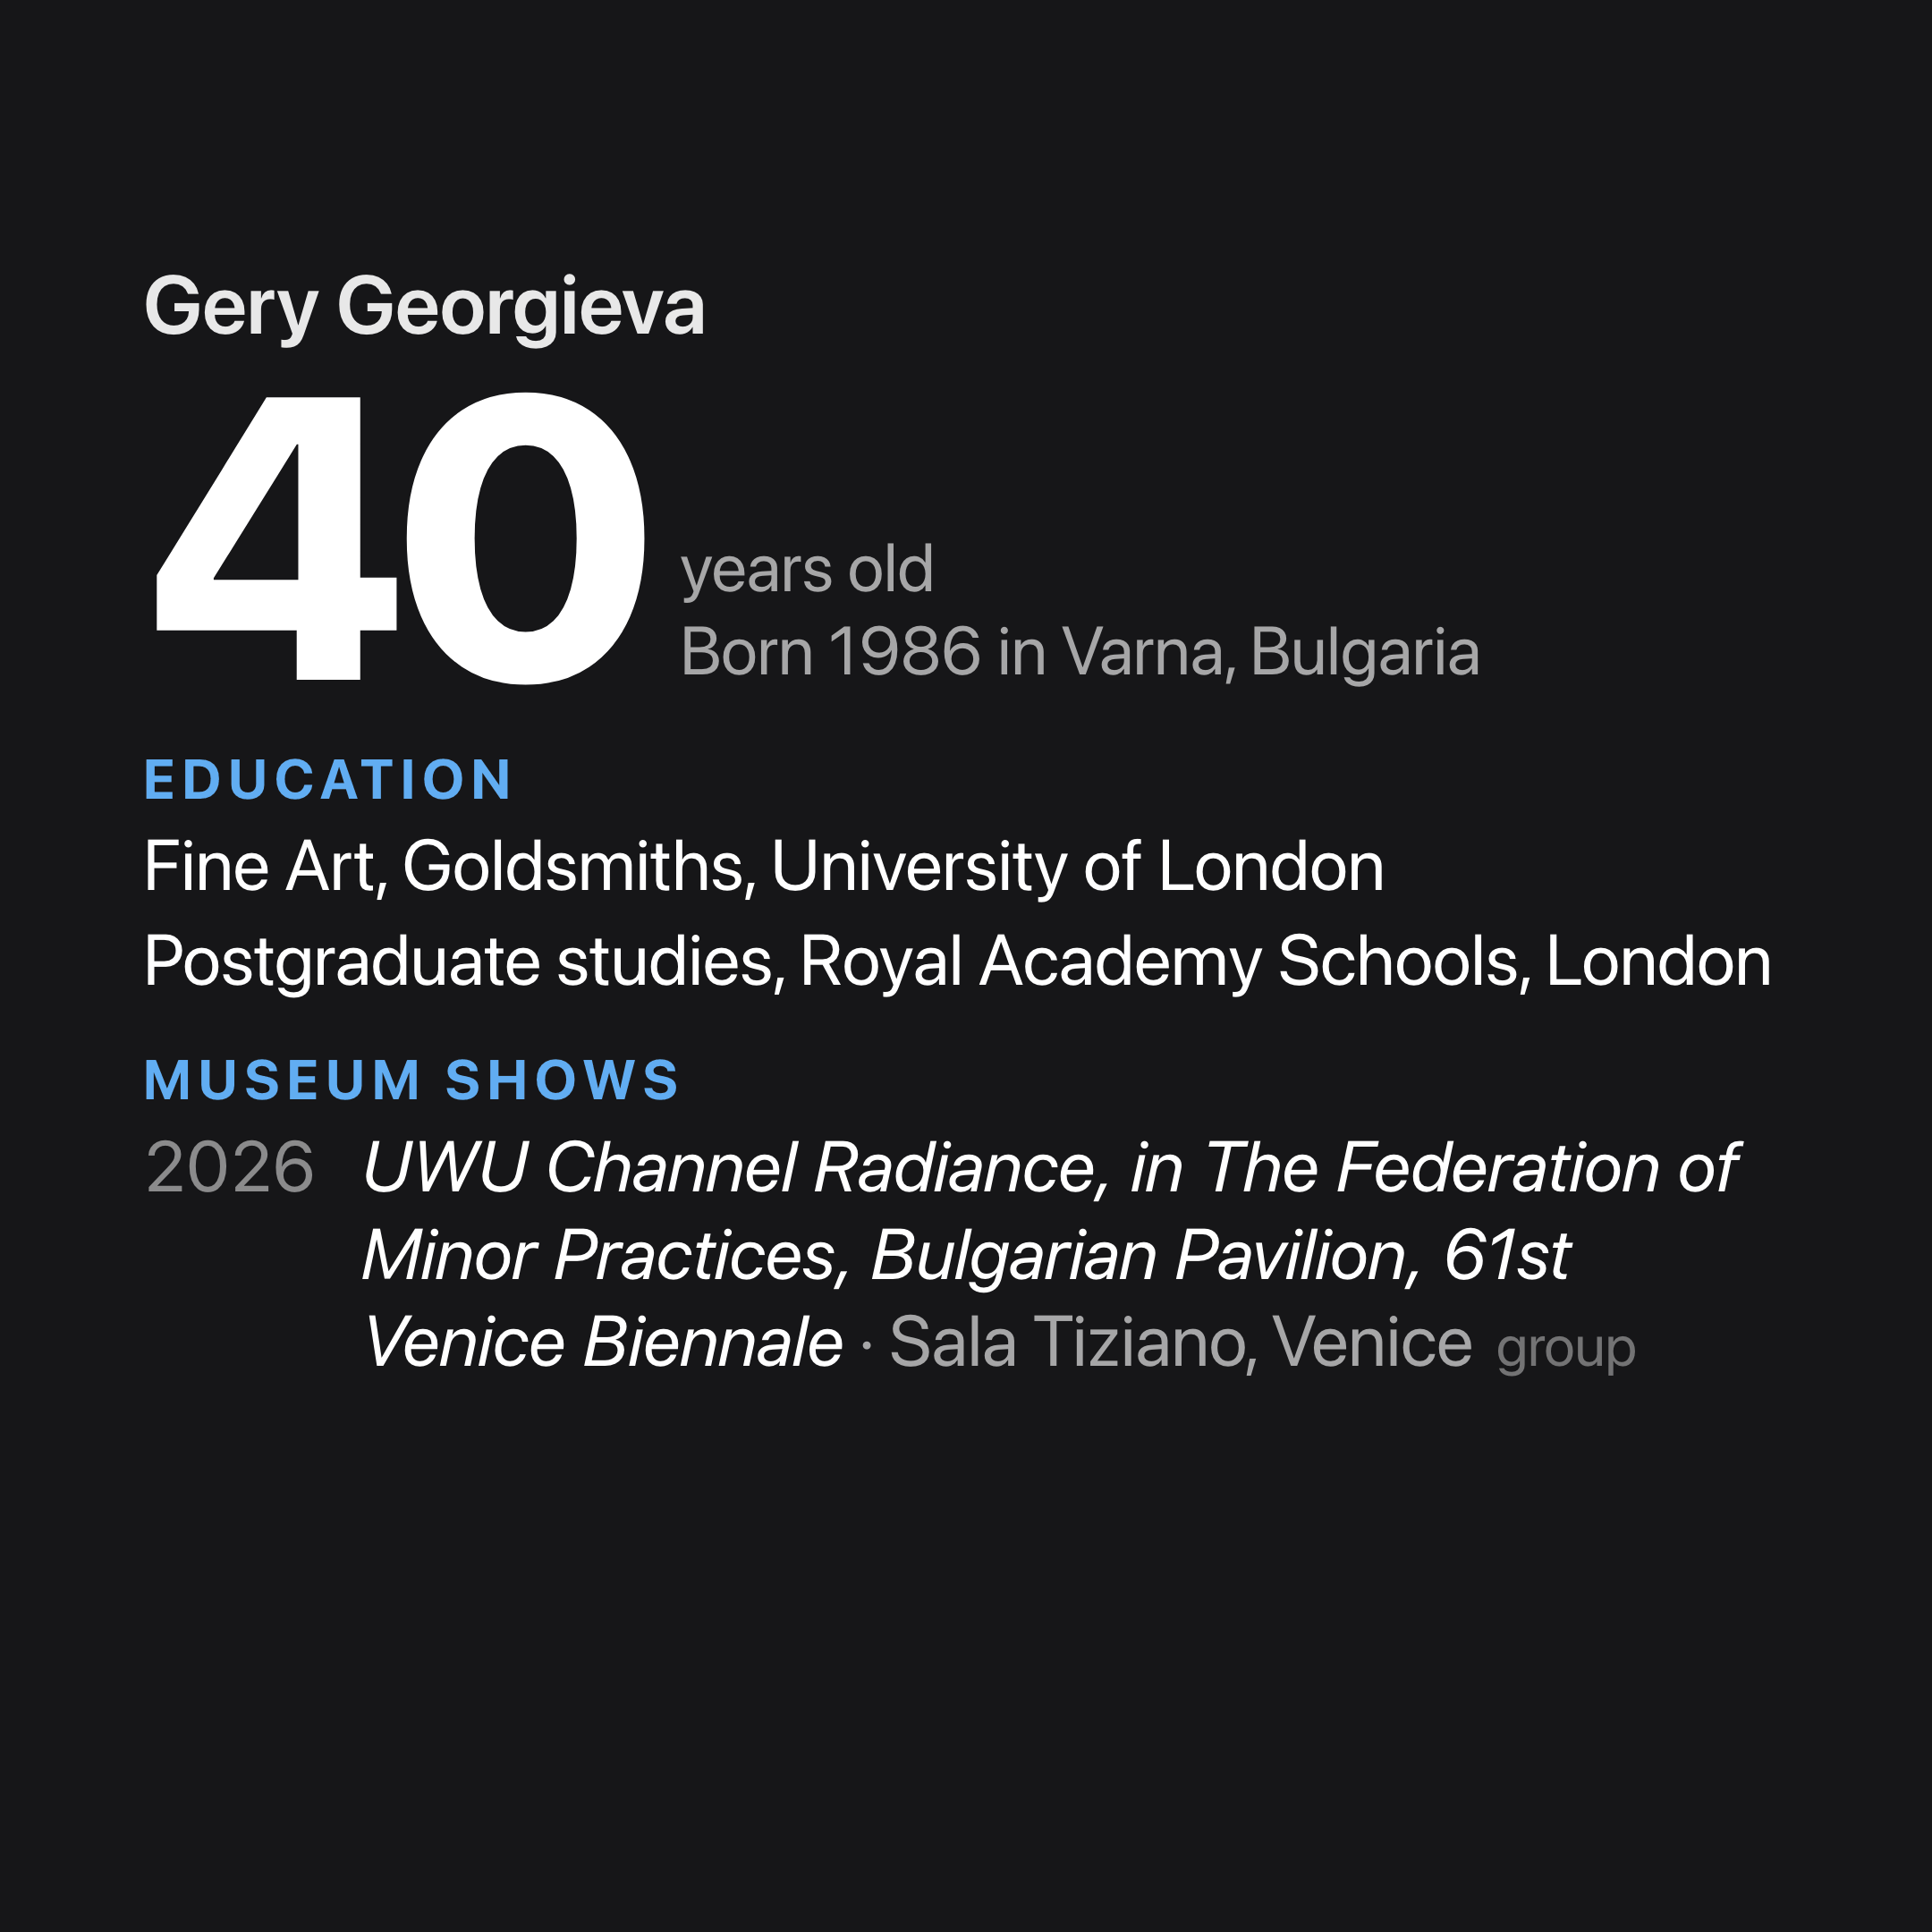 Gery Georgieva
40
years old
Born 1986 in Varna, Bulgaria
EDUCATION
Fine Art, Goldsmiths, University of London
Postgraduate studies, Royal Academy Schools, London
MUSEUM SHOWS
2026 UWU Channel Radiance, in The Federation of
Minor Practices, Bulgarian Pavilion, 61st
Venice Biennale · Sala Tiziano, Venice group